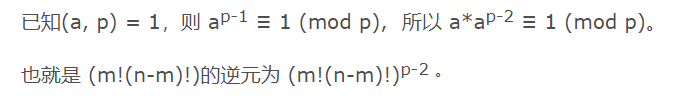 已知(a, p) = 1，则 a^{p-1} ≡ 1 (mod p)，所以 a*a^{p-2} ≡ 1 (mod p)。
也就是 (m!(n-m)!)的逆元为 (m!(n-m)!)^{p-2} 。